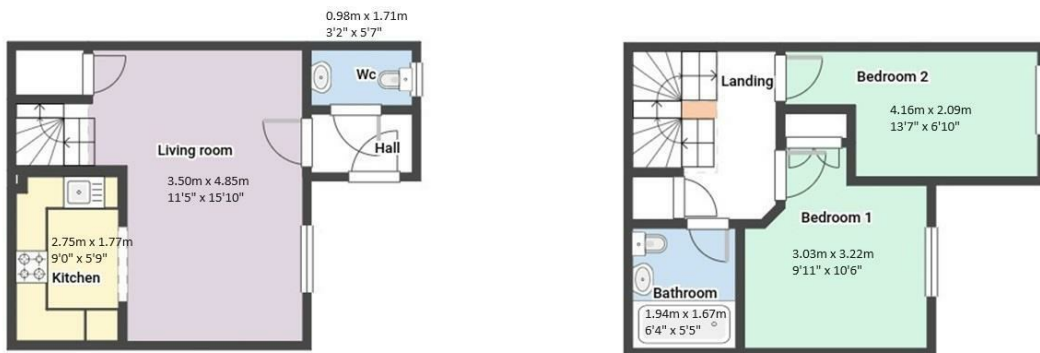 0.98m x 1.71m
3'2" x 5'7"
Wc
Hall
Living room
3.50m x 4.85m
11'5" x 15'10"
2.75m x 1.77m
9'0" x 5'9"
Kitchen
Landing
Bedroom 2
4.16m x 2.09m
13'7" x 6'10"
Bedroom 1
3.03m x 3.22m
9'11" x 10'6"
Bathroom
1.94m x 1.67m
6'4" x 5'5"